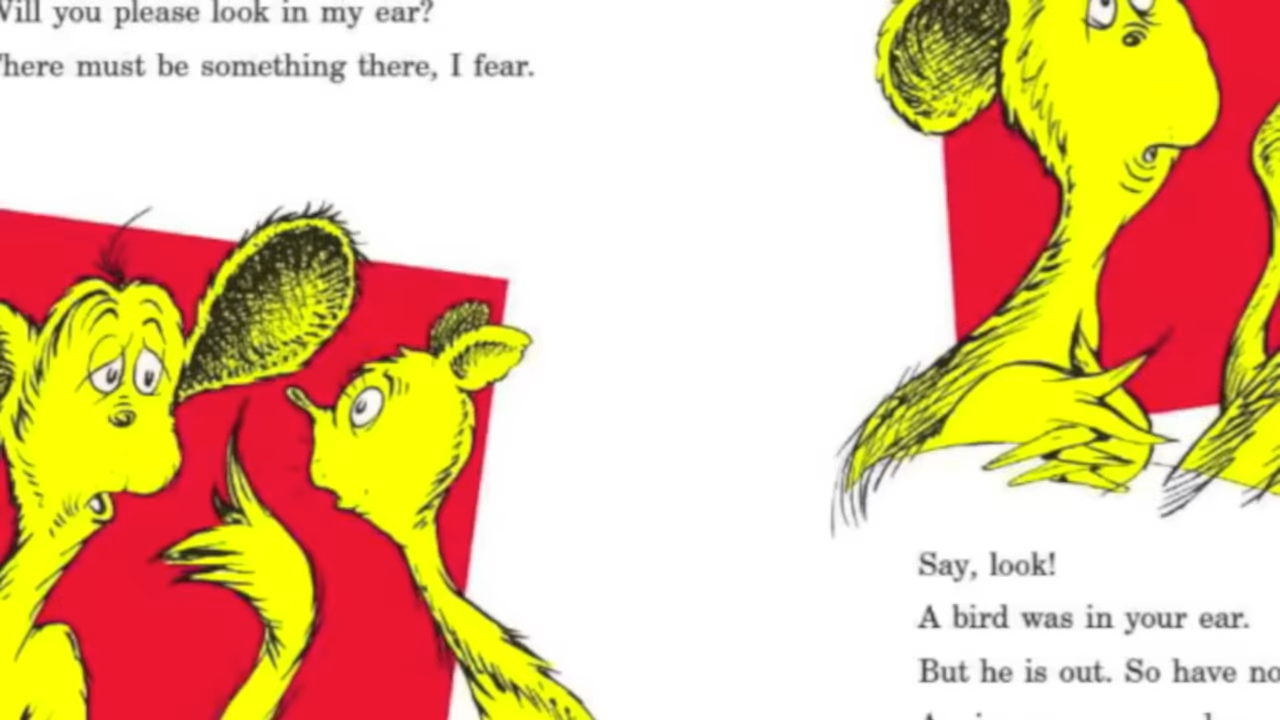 Will you please look in my ear?
There must be something there, I fear.
Say, look!
A bird was in your ear.
But he is out. So have no